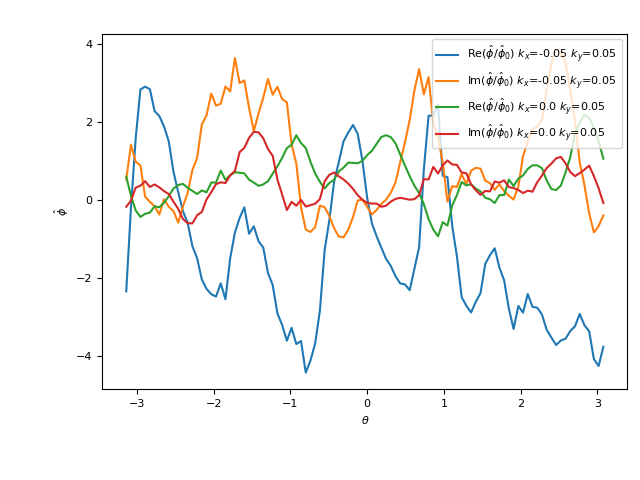 Re(ϕ̂/ϕ̂₀) kₓ=-0.05 k_y=0.05
Im(ϕ̂/ϕ̂₀) kₓ=-0.05 k_y=0.05
Re(ϕ̂/ϕ̂₀) kₓ=0.0 k_y=0.05
Im(ϕ̂/ϕ̂₀) kₓ=0.0 k_y=0.05
4
2
0
−2
−4
ϕ̂
−3 −2 −1 0 1 2 3
θ